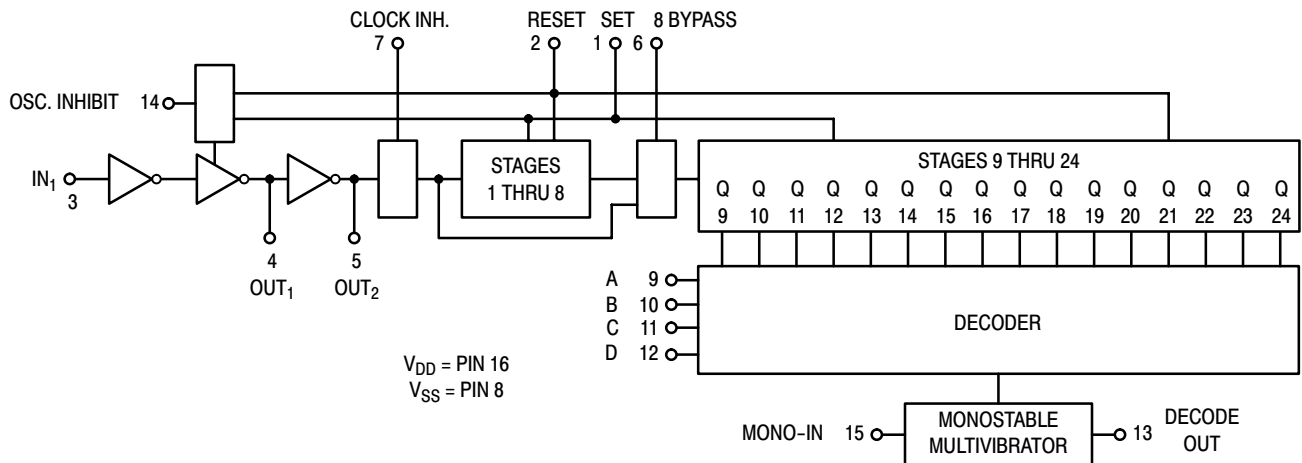 CLOCK INH.
7
RESET
2
SET
1
8 BYPASS
6
OSC. INHIBIT 14
IN1
3
STAGES
1 THRU 8
STAGES 9 THRU 24
Q Q Q Q Q Q Q Q Q Q Q Q Q Q Q Q
9 10 11 12 13 14 15 16 17 18 19 20 21 22 23 24
4
OUT1
5
OUT2
A 9
B 10
C 11
D 12
DECODER
VDD = PIN 16
VSS = PIN 8
MONO-IN 15
MONOSTABLE
MULTIVIBRATOR
13 DECODE
OUT